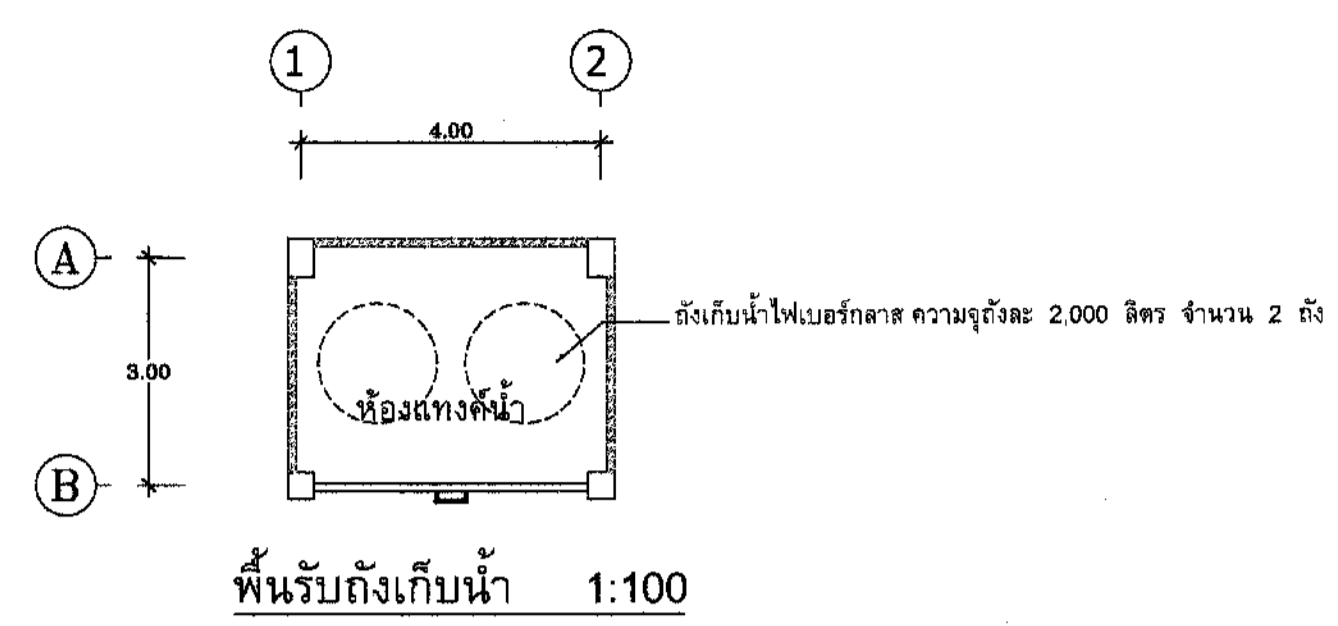 1 2
4.00
A
ถังเก็บน้ำไฟเบอร์กลาส ความจุถังละ 2,000 ลิตร จำนวน 2 ถัง
3.00
ห้องแทงค์น้ำ
B
พื้นรับถังเก็บน้ำ 1:100